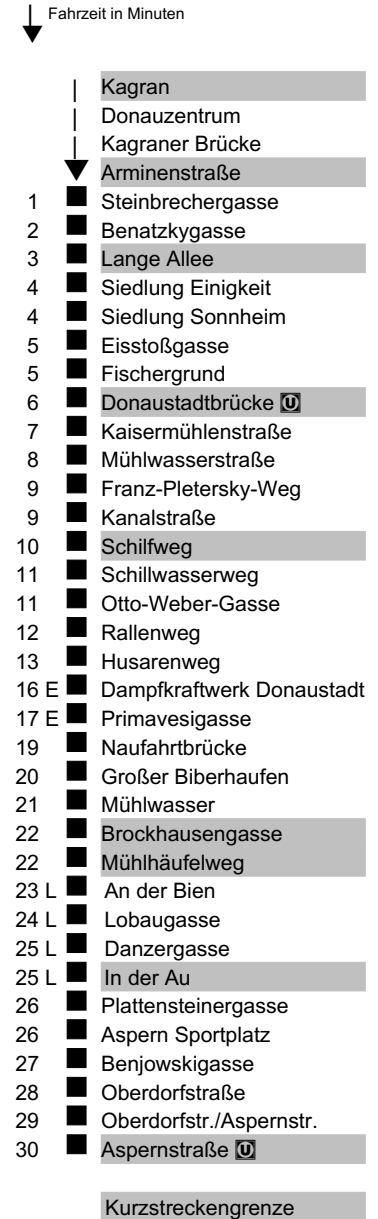 Fahrzeit in Minuten
Kagran
Donauzentrum
Kagraner Brücke
Arminenstraße
1 Steinbrechergasse
2 Benatzkygasse
3 Lange Allee
4 Siedlung Einigkeit
4 Siedlung Sonnheim
5 Eisstoßgasse
5 Fischergrund
6 Donaustadtbrücke U
7 Kaisermühlenstraße
8 Mühlwasserstraße
9 Franz-Pletersky-Weg
9 Kanalstraße
10 Schilfweg
11 Schillwasserweg
11 Otto-Weber-Gasse
12 Rallenweg
13 Husarenweg
16 E Dampfkraftwerk Donaustadt
17 E Primavesigasse
19 Naufahrtbrücke
20 Großer Biberhaufen
21 Mühlwasser
22 Brockhausengasse
22 Mühlhäufelweg
23 L An der Bien
24 L Lobaugasse
25 L Danzergasse
25 L In der Au
26 Plattensteinergasse
26 Aspern Sportplatz
27 Benjowskigasse
28 Oberdorfstraße
29 Oberdorfstr./Aspernstr.
30 Aspernstraße U
Kurzstreckengrenze